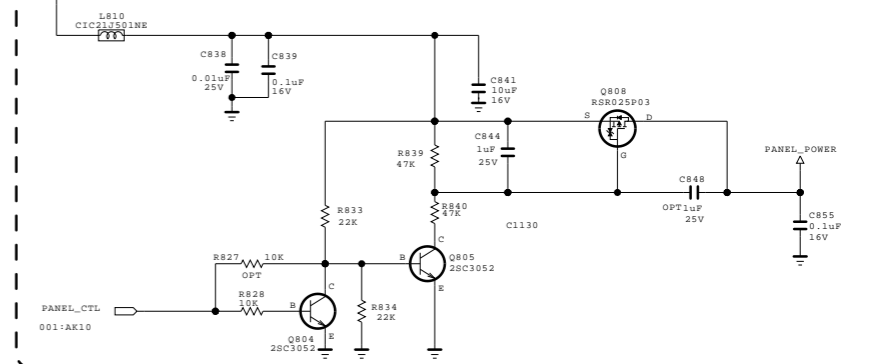 L810
CIC21J501NE
C838
0.01uF
25V
C839
0.1uF
16V
C841
10uF
16V
Q808
RSR025P03
S
D
G
R839
47K
C844
1uF
25V
PANEL_POWER
C848
OPT1uF
25V
R833
22K
R840
47K
C1130
C855
0.1uF
16V
C
B
Q805
2SC3052
E
R827
10K
OPT
R828
10K
C
B
R834
22K
PANEL_CTL
001:AK10
E
Q804
2SC3052